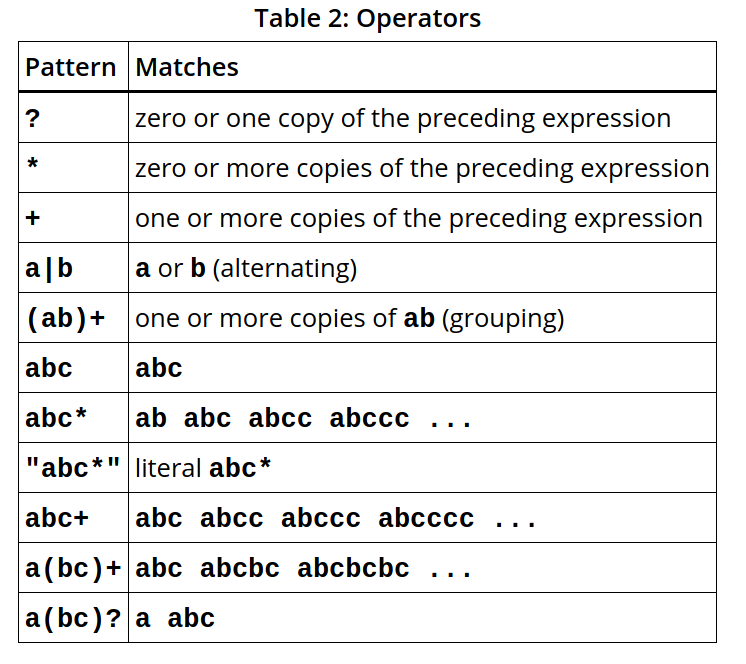 Table 2: Operators
Pattern Matches
? zero or one copy of the preceding expression
* zero or more copies of the preceding expression
+ one or more copies of the preceding expression
a|b a or b (alternating)
(ab)+ one or more copies of ab (grouping)
abc abc
abc* ab abc abcc abccc ...
"abc*" literal abc*
abc+ abc abcc abccc abcccc ...
a(bc)+ abc abcbc abcbcbc ...
a(bc)? a abc